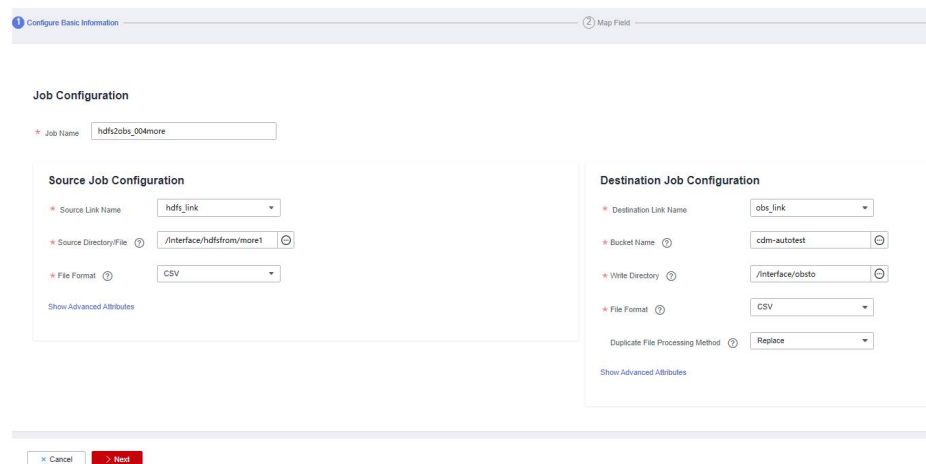 1 Configure Basic Information
2 Map Field
Job Configuration
* Job Name hdfs2obs_004more
Source Job Configuration
* Source Link Name hdfs_link
* Source Directory/File ? /Interface/hdfsfrom/more1
* File Format ? CSV
Show Advanced Attributes
Destination Job Configuration
* Destination Link Name obs_link
* Bucket Name ? cdm-autotest
* Write Directory ? /Interface/obsto
* File Format ? CSV
Duplicate File Processing Method ? Replace
Show Advanced Attributes
× Cancel
> Next